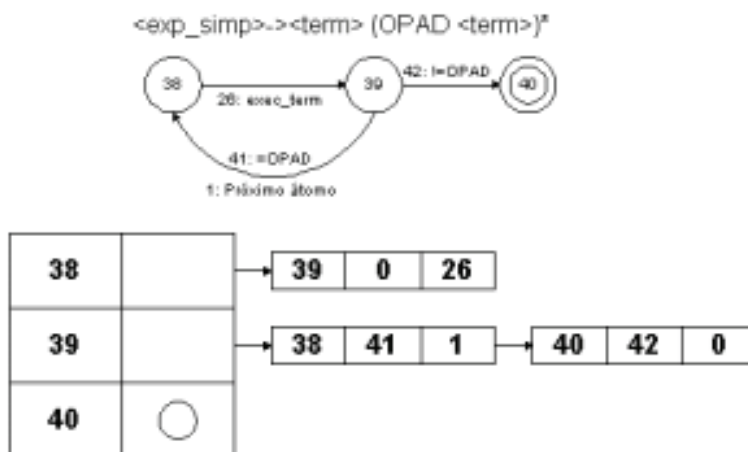 <exp_simp>-><term> (OPAD <term>)*
38 39 42: !=OPAD 40
26: exec_term
41: =OPAD
1: Próximo átomo
38 39 0 26
39 38 41 1 40 42 0
40